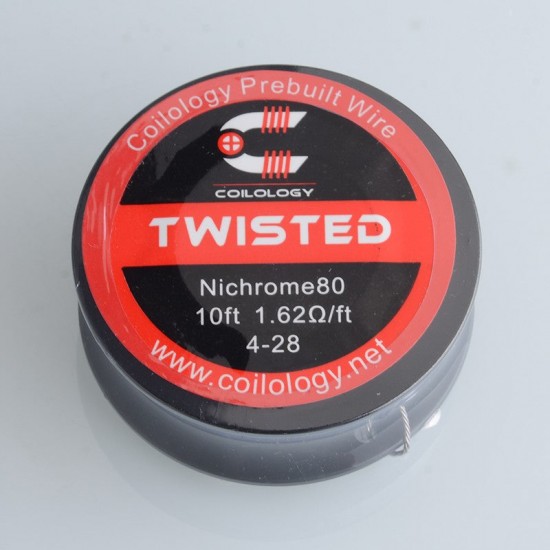 Coilology Prebuilt Wire
COILOLOGY
TWISTED
Nichrome80
10ft 1.62Ω/ft
4-28
www.coilology.net